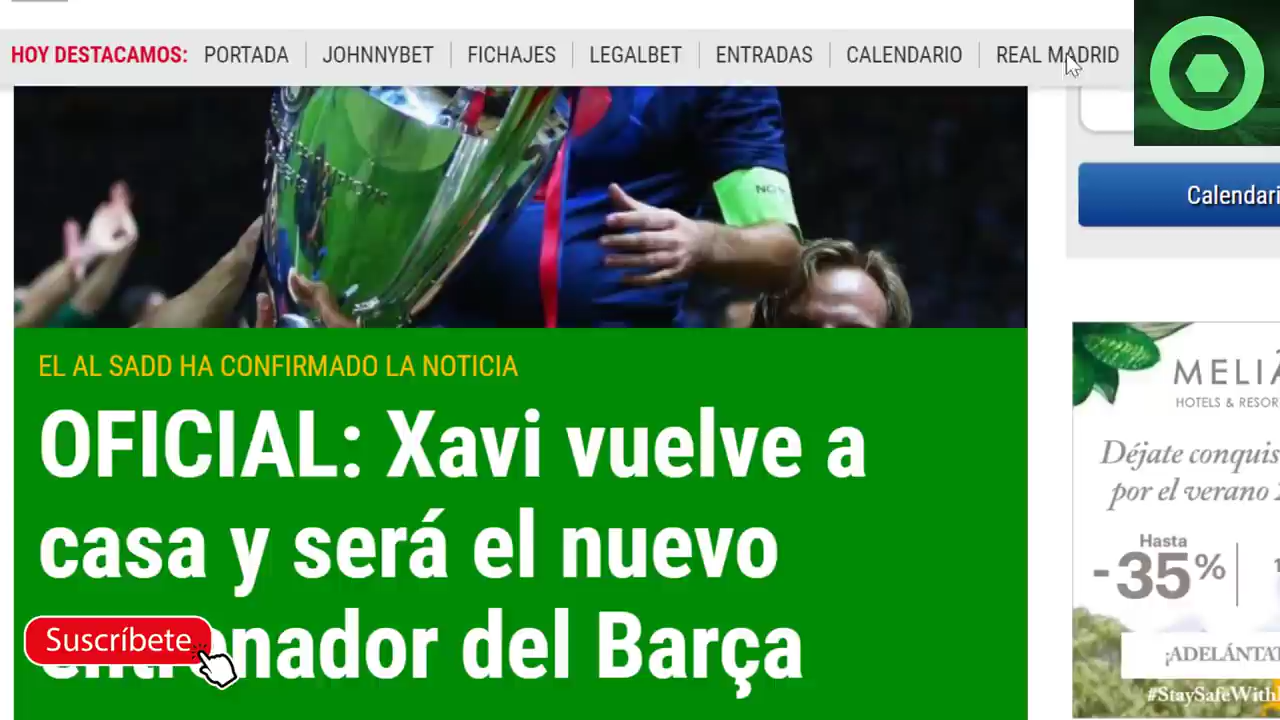 HOY DESTACAMOS: PORTADA JOHNNYBET FICHAJES LEGALBET ENTRADAS CALENDARIO REAL MADRID
Calendari
EL AL SADD HA CONFIRMADO LA NOTICIA
OFICIAL: Xavi vuelve a
casa y será el nuevo
entrenador del Barça
Suscríbete
MELIÁ
HOTELS & RESOR
Déjate conquis
por el verano
Hasta
-35%
¡ADELÁNTAT
#StaySafeWith